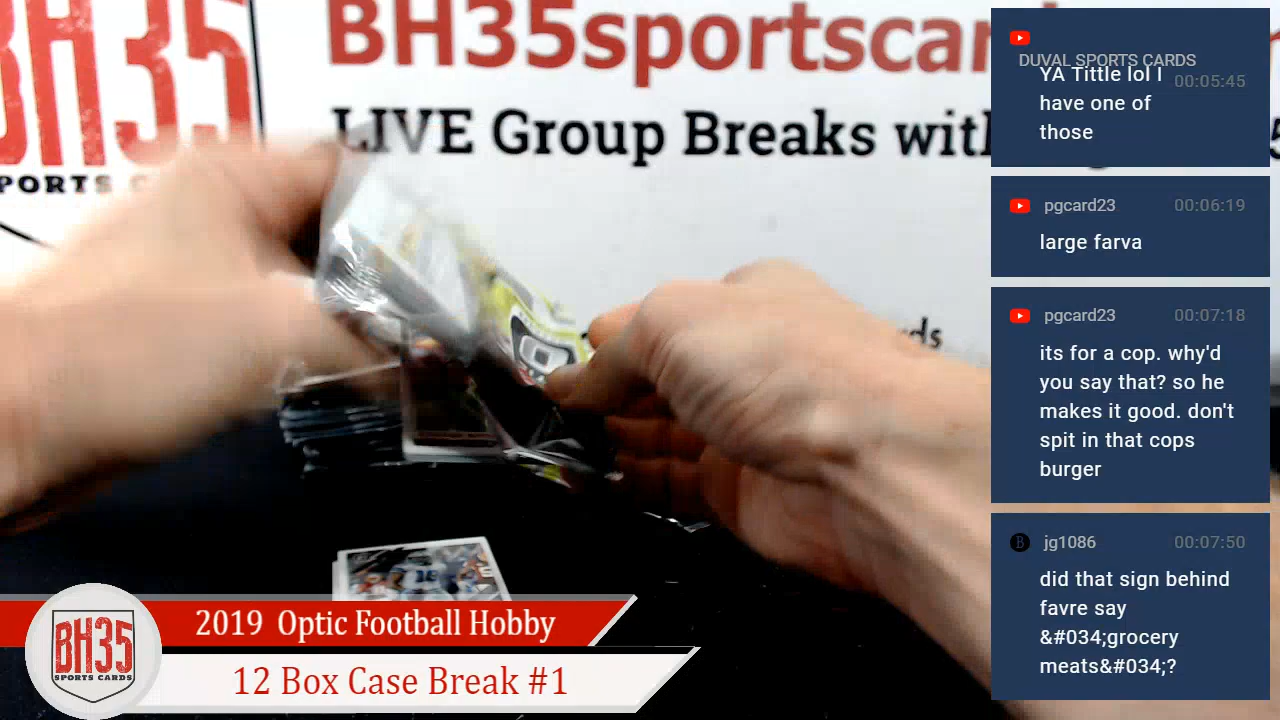 BH35
PORTS
BH35sportscar
LIVE Group Breaks with
ds
DUVAL SPORTS CARDS
00:05:45
YA Tittle lol I
have one of
those
pgcard23 00:06:19
large farva
pgcard23 00:07:18
its for a cop. why'd
you say that? so he
makes it good. don't
spit in that cops
burger
jg1086 00:07:50
did that sign behind
favre say
&#034;grocery
meats&#034;?
2019 Optic Football Hobby
12 Box Case Break #1
BH35
SPORTS CARDS